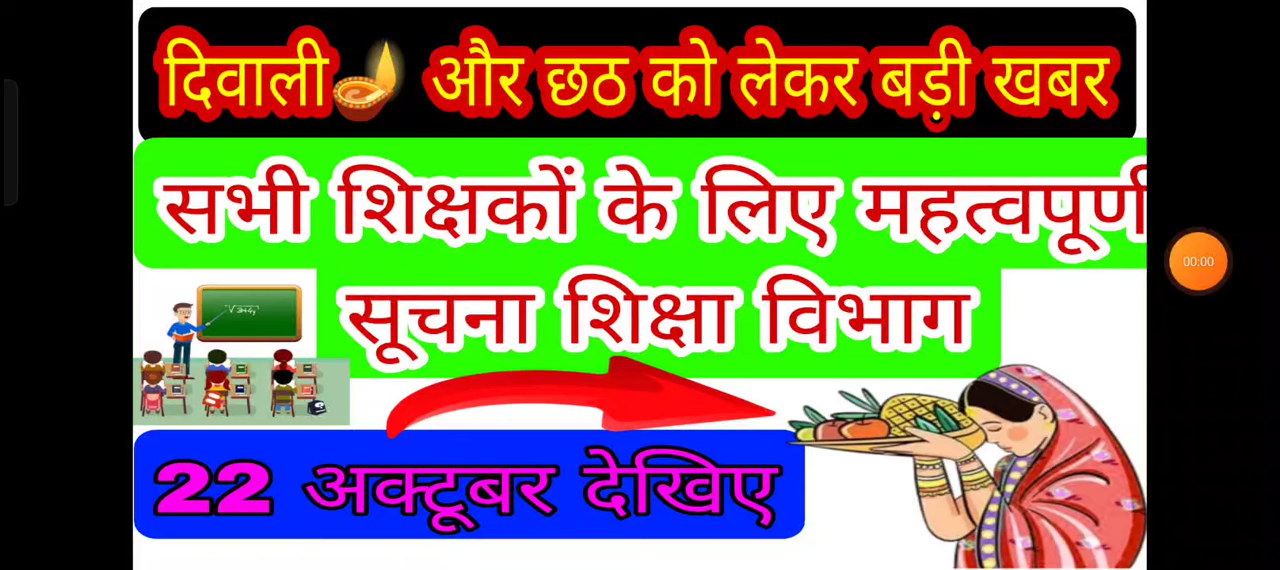 दिवाली और छठ को लेकर बड़ी खबर
सभी शिक्षकों के लिए महत्वपूर्ण
सूचना शिक्षा विभाग
22 अक्टूबर देखिए
00:00